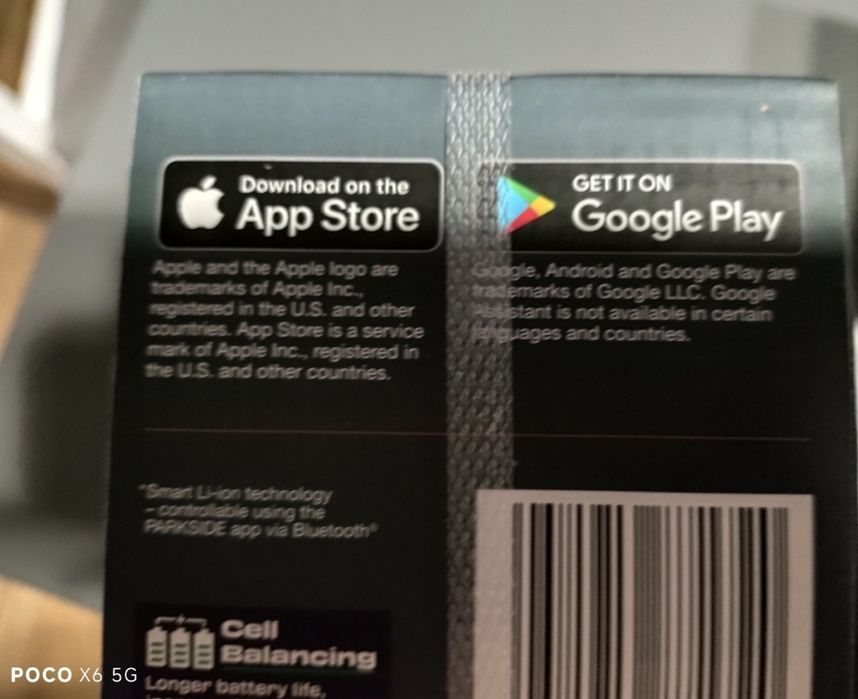 Download on the
App Store
GET IT ON
Google Play
Apple and the Apple logo are
trademarks of Apple Inc.,
registered in the U.S. and other
countries. App Store is a service
mark of Apple Inc., registered in
the U.S. and other countries.
Google, Android and Google Play are
trademarks of Google LLC. Google
Assistant is not available in certain
languages and countries.
*Smart Li-ion technology
– controllable using the
PARKSIDE app via Bluetooth®
Cell
Balancing
Longer battery life,
POCO X6 5G